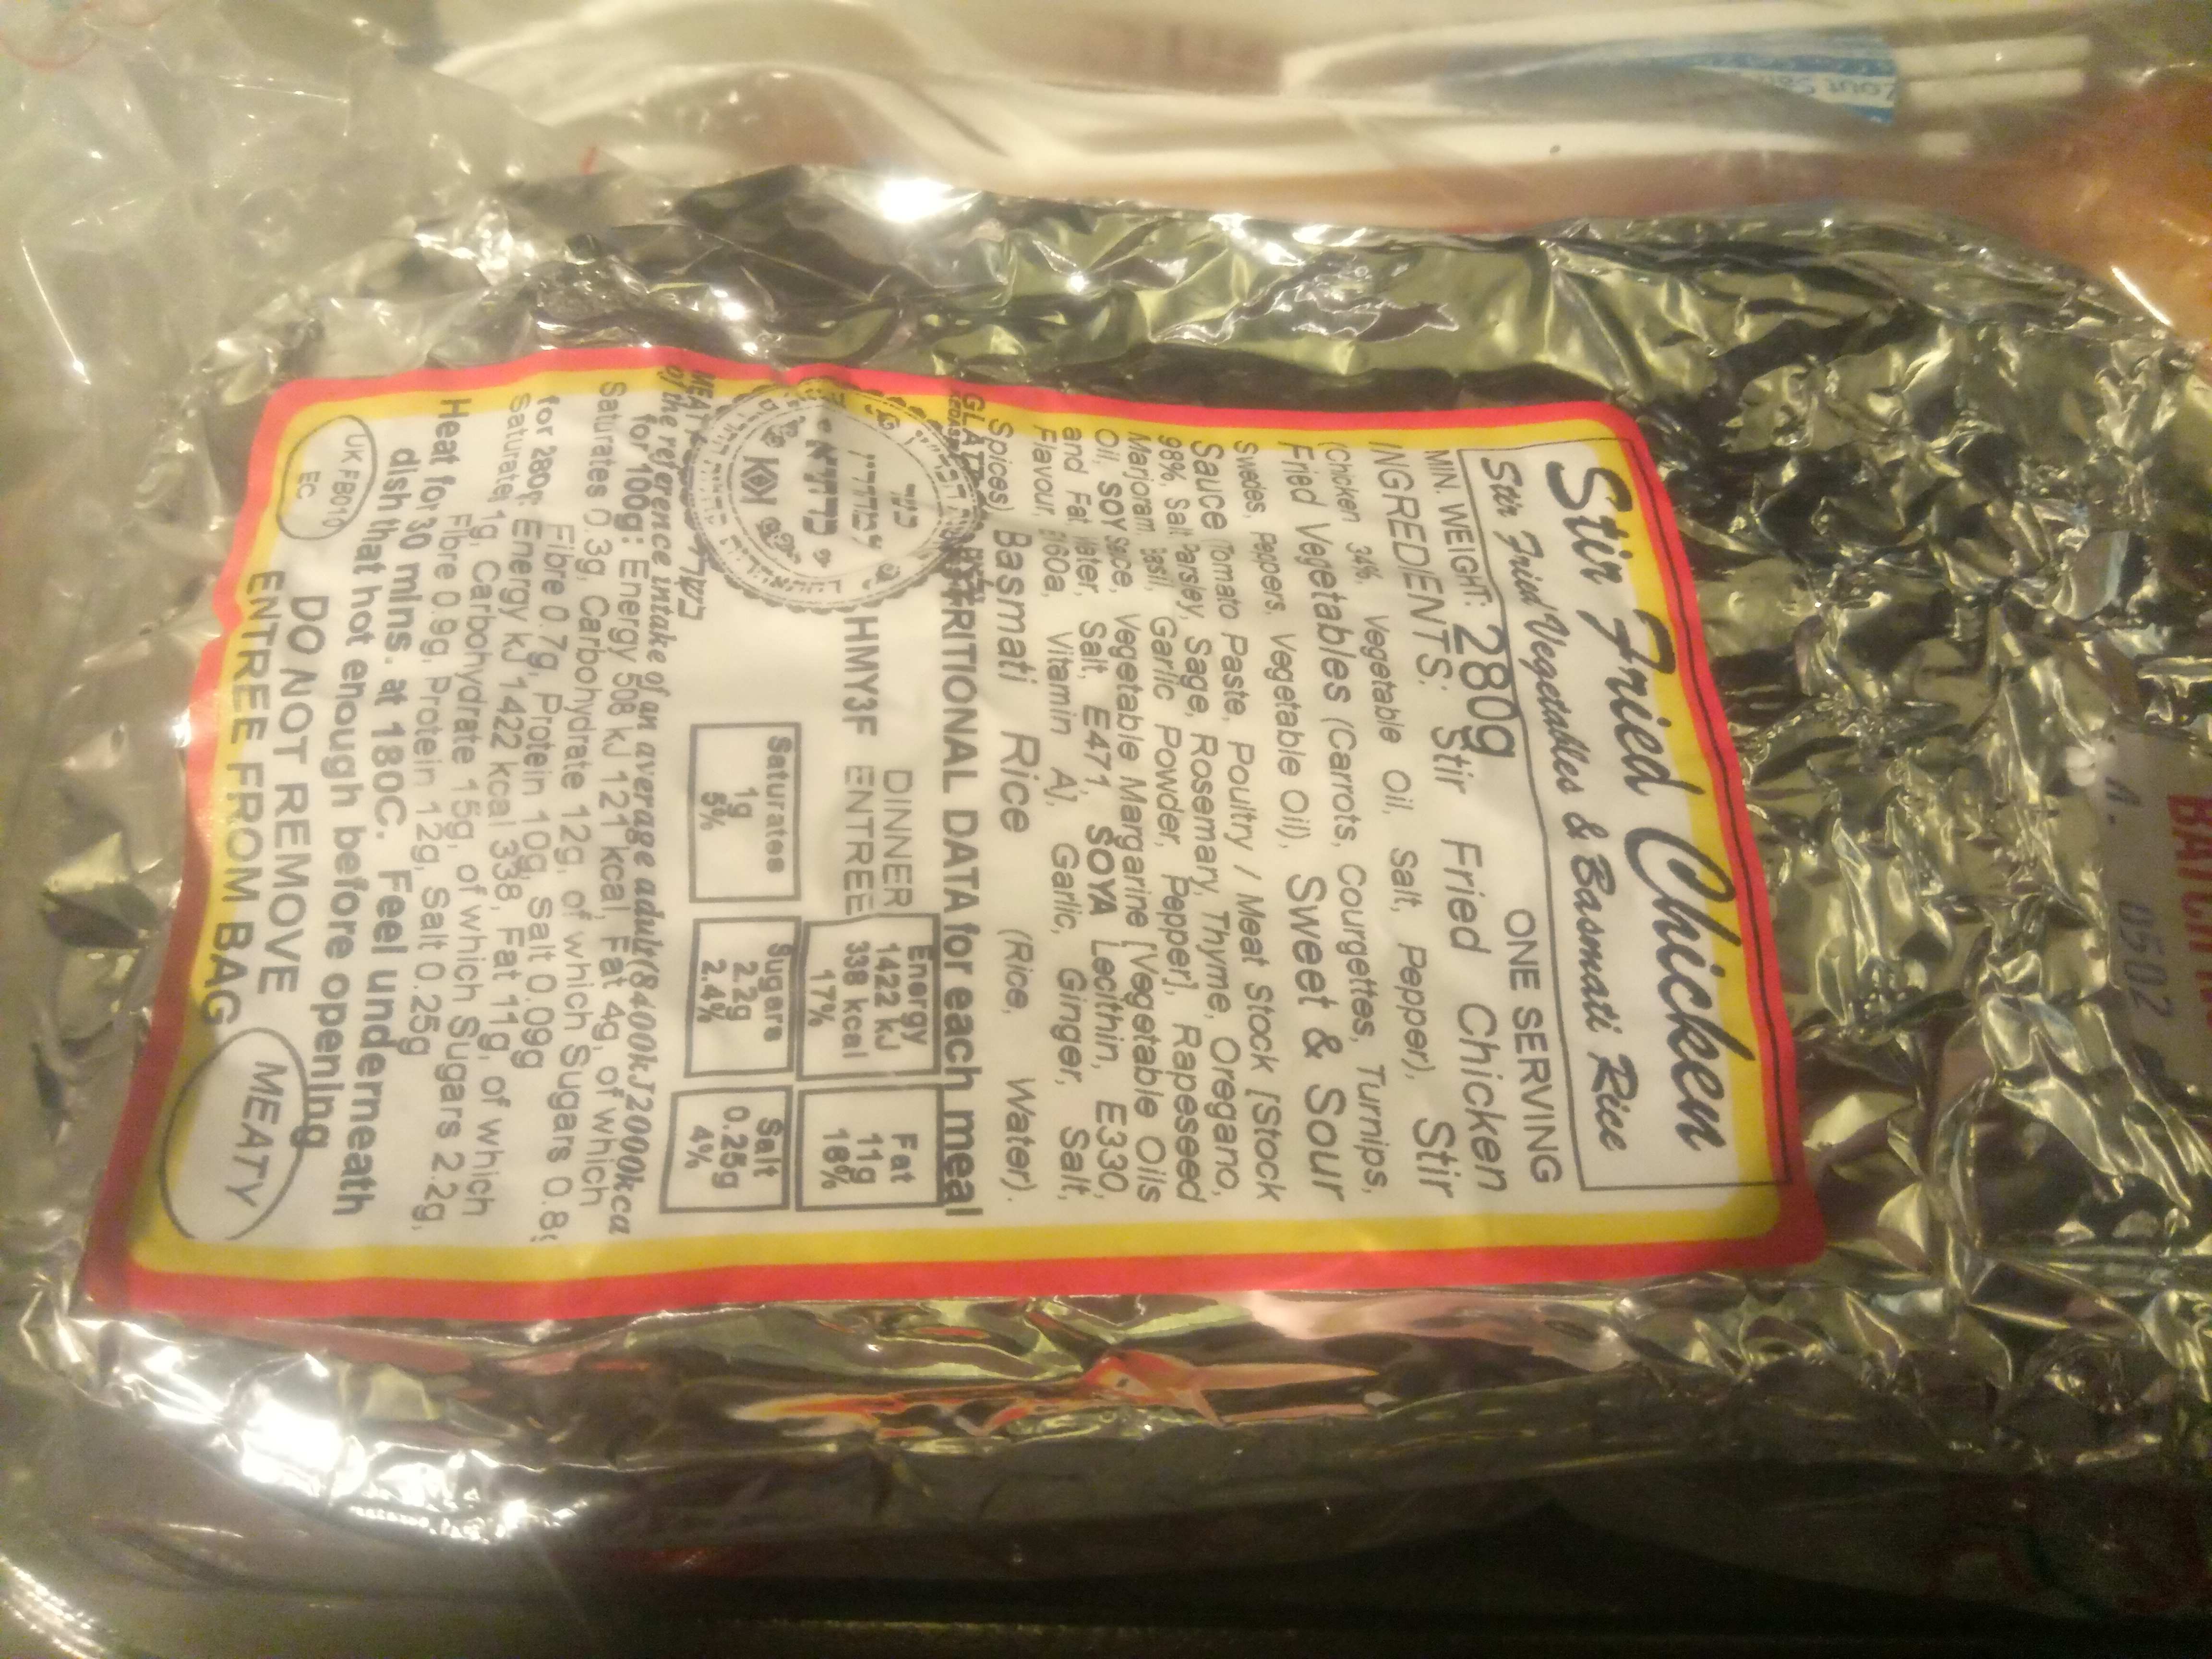 Stir Fried Chicken
Stir Fried Vegetables & Basmati Rice
MIN. WEIGHT: 280g ONE SERVING
INGREDIENTS: Stir Fried Chicken
(Chicken 34%, Vegetable Oil, Salt, Pepper), Stir
Fried Vegetables (Carrots, Courgettes, Turnips,
Swedes, Peppers, Vegetable Oil), Sweet & Sour
Sauce (Tomato Paste, Poultry / Meat Stock [Stock
98%, Salt, Parsley, Sage, Rosemary, Thyme, Oregano,
Marjoram, Basil, Garlic Powder, Pepper], Rapeseed
Oil, SOY Sauce, Vegetable Margarine [Vegetable Oils
and Fat, Water, Salt, E471, SOYA Lecithin, E330,
Flavour, E160a, Vitamin A], Garlic, Ginger, Salt,
Spices) Basmati Rice (Rice, Water).
NUTRITIONAL DATA for each meal
GLATT
HMY3F
DINNER
ENTREE
Energy
1422 kJ
338 kcal
17%
Fat
11g
18%
Saturates
1g
5%
Sugars
2.2g
2.4%
Salt
0.25g
4%
MEAT בשר
of the reference intake of an average adult(8400kJ2000kca
for 100g: Energy 508 kJ 121 kcal, Fat 4g, of which
Saturates 0.3g, Carbohydrate 12g, of which Sugars 0.8g
Fibre 0.7g, Protein 10g, Salt 0.09g
for 280g: Energy kJ 1422 kcal 338, Fat 11g, of which
Saturates 1g, Carbohydrate 15g, of which Sugars 2.2g,
Fibre 0.9g, Protein 12g, Salt 0.25g
Heat for 30 mins. at 180C. Feel underneath
dish that hot enough before opening
DO NOT REMOVE
ENTREE FROM BAG
UK FB010
EC
MEATY
BATCH
0502